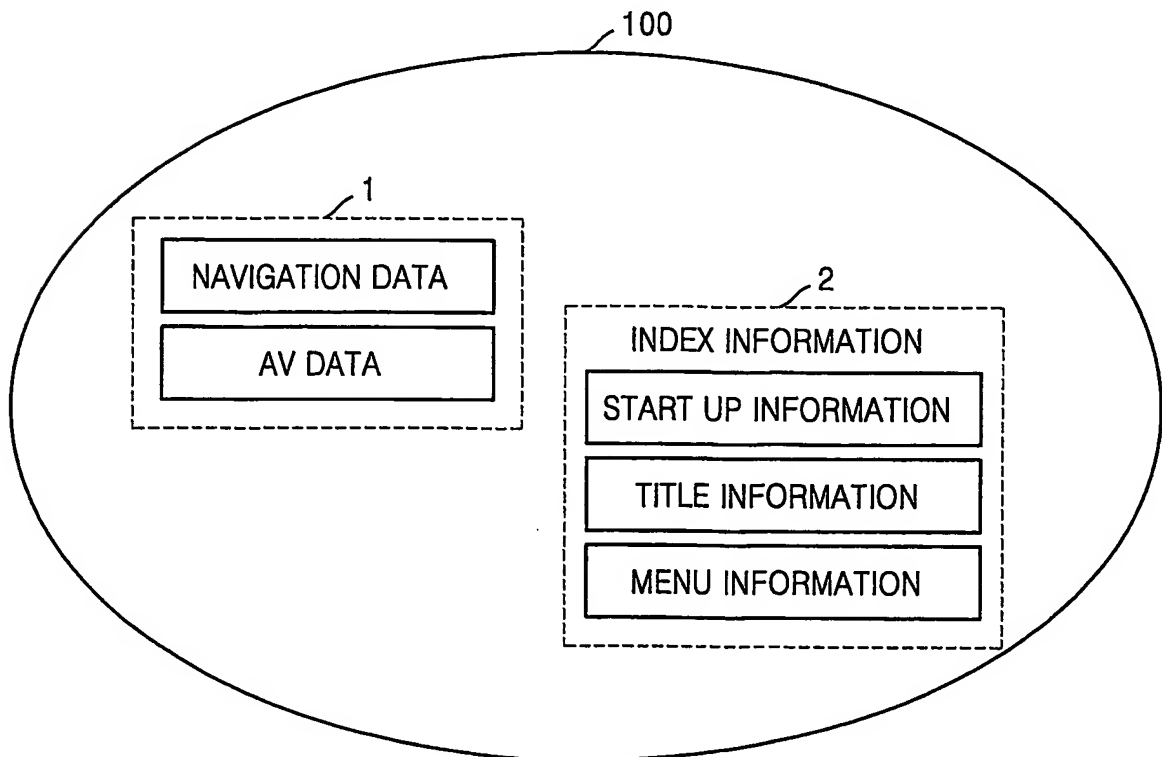 100
1
NAVIGATION DATA
AV DATA
2
INDEX INFORMATION
START UP INFORMATION
TITLE INFORMATION
MENU INFORMATION